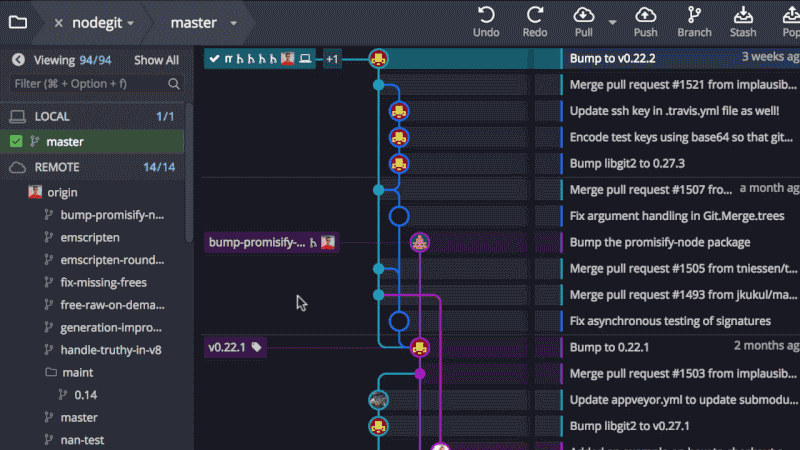 nodegit
master
Undo
Redo
Pull
Push
Branch
Stash
Pop
Viewing 94/94 Show All
Filter (⌘ + Option + f)
LOCAL 1/1
master
REMOTE 14/14
origin
bump-promisify-n...
emscripten
emscripten-round...
fix-missing-frees
free-raw-on-dema...
generation-impro...
handle-truthy-in-v8
maint
0.14
master
nan-test
+1
Bump to v0.22.2 3 weeks ag
Merge pull request #1521 from implausib...
Update ssh key in .travis.yml file as well!
Encode test keys using base64 so that git...
Bump libgit2 to 0.27.3
Merge pull request #1507 fro... a month ago
Fix argument handling in Git.Merge.trees
bump-promisify-... Bump the promisify-node package
Merge pull request #1505 from tniessen/t...
Merge pull request #1493 from jkukul/ma...
Fix asynchronous testing of signatures
v0.22.1 Bump to 0.22.1 2 months ago
Merge pull request #1503 from implausib...
Update appveyor.yml to update submodu...
Bump libgit2 to v0.27.1